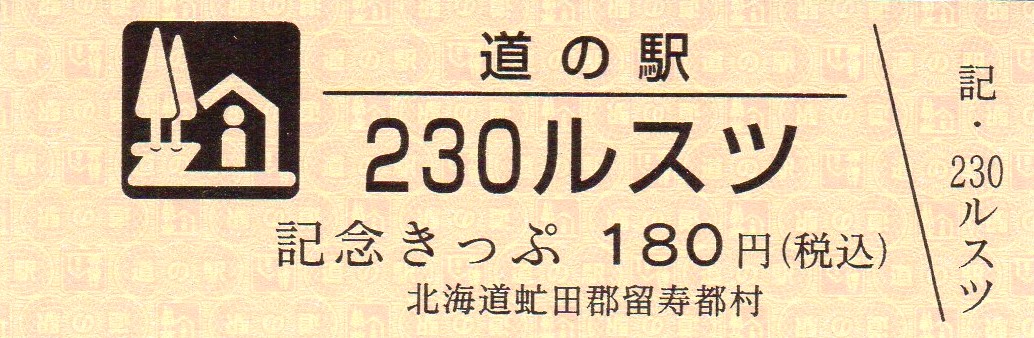 道の駅
230ルスツ
記念きっぷ 180円(税込)
北海道虻田郡留寿都村
記・230ルスツ